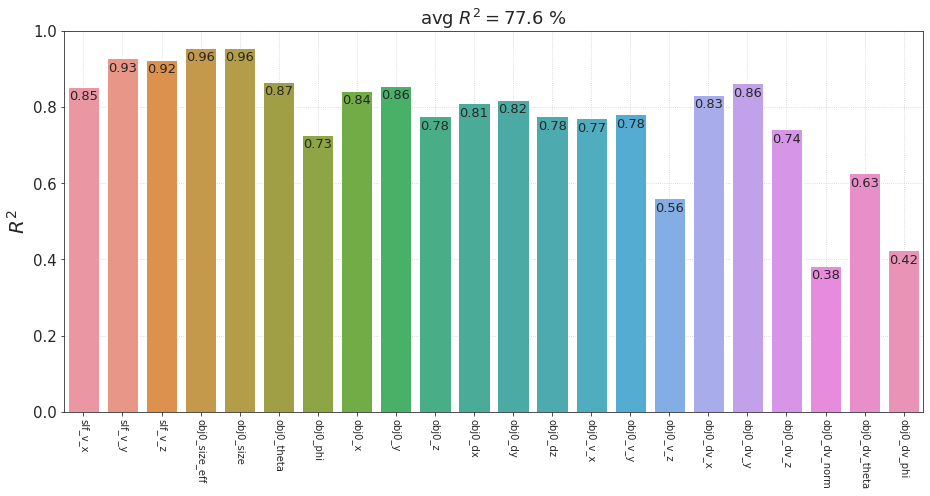 avg R² = 77.6 %
R²
1.0
0.8
0.6
0.4
0.2
0.0
0.85
0.93
0.92
0.96
0.96
0.87
0.73
0.84
0.86
0.78
0.81
0.82
0.78
0.77
0.78
0.56
0.83
0.86
0.74
0.38
0.63
0.42
slf_v_x
slf_v_y
slf_v_z
obj0_size_eff
obj0_size
obj0_theta
obj0_phi
obj0_x
obj0_y
obj0_z
obj0_dx
obj0_dy
obj0_dz
obj0_v_x
obj0_v_y
obj0_v_z
obj0_dv_x
obj0_dv_y
obj0_dv_z
obj0_dv_norm
obj0_dv_theta
obj0_dv_phi